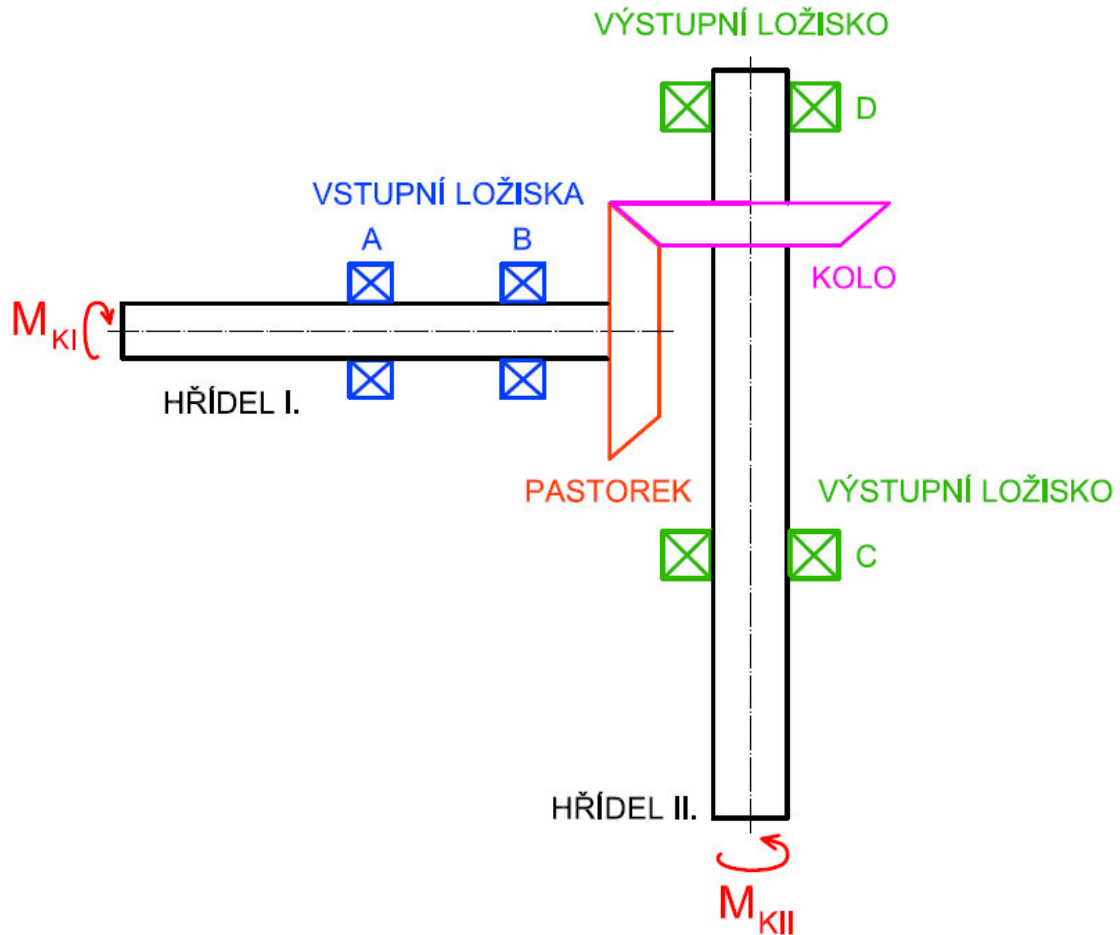 VÝSTUPNÍ LOŽISKO
D
VSTUPNÍ LOŽISKA
A
B
KOLO
M KI
HŘÍDEL I.
PASTOREK
VÝSTUPNÍ LOŽISKO
C
HŘÍDEL II.
M KII